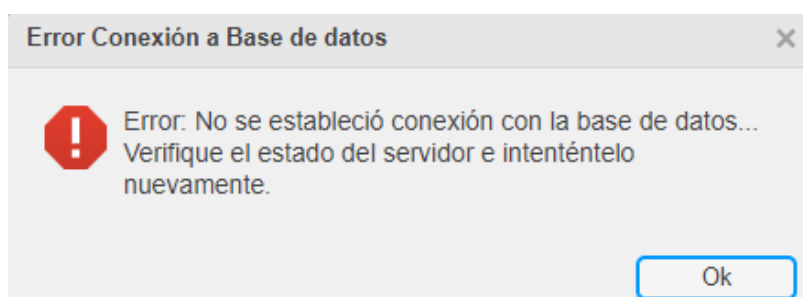 Error Conexión a Base de datos
Error: No se estableció conexión con la base de datos...
Verifique el estado del servidor e inténtentelo
nuevamente.
Ok